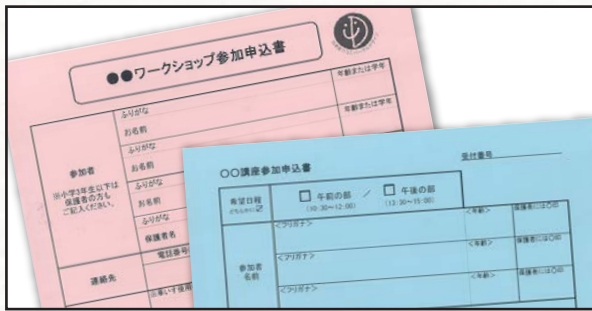 ●●ワークショップ参加申込書
年齢または学年
ふりがな
お名前
年齢または学年
ふりがな
お名前
参加者
※小学3年生以下は
保護者の方も
ご記入ください。
ふりがな
お名前
ふりがな
保護者名
連絡先
電話番号
〇〇講座参加申込書
受付番号
希望日程
□ 午前の部 / □ 午後の部
(10:30~12:00) (13:30~15:00)
<フリガナ> <年齢> 保護者には〇印
参加者
名前
<フリガナ> <年齢> 保護者には〇印
<フリガナ> <年齢> 保護者には〇印